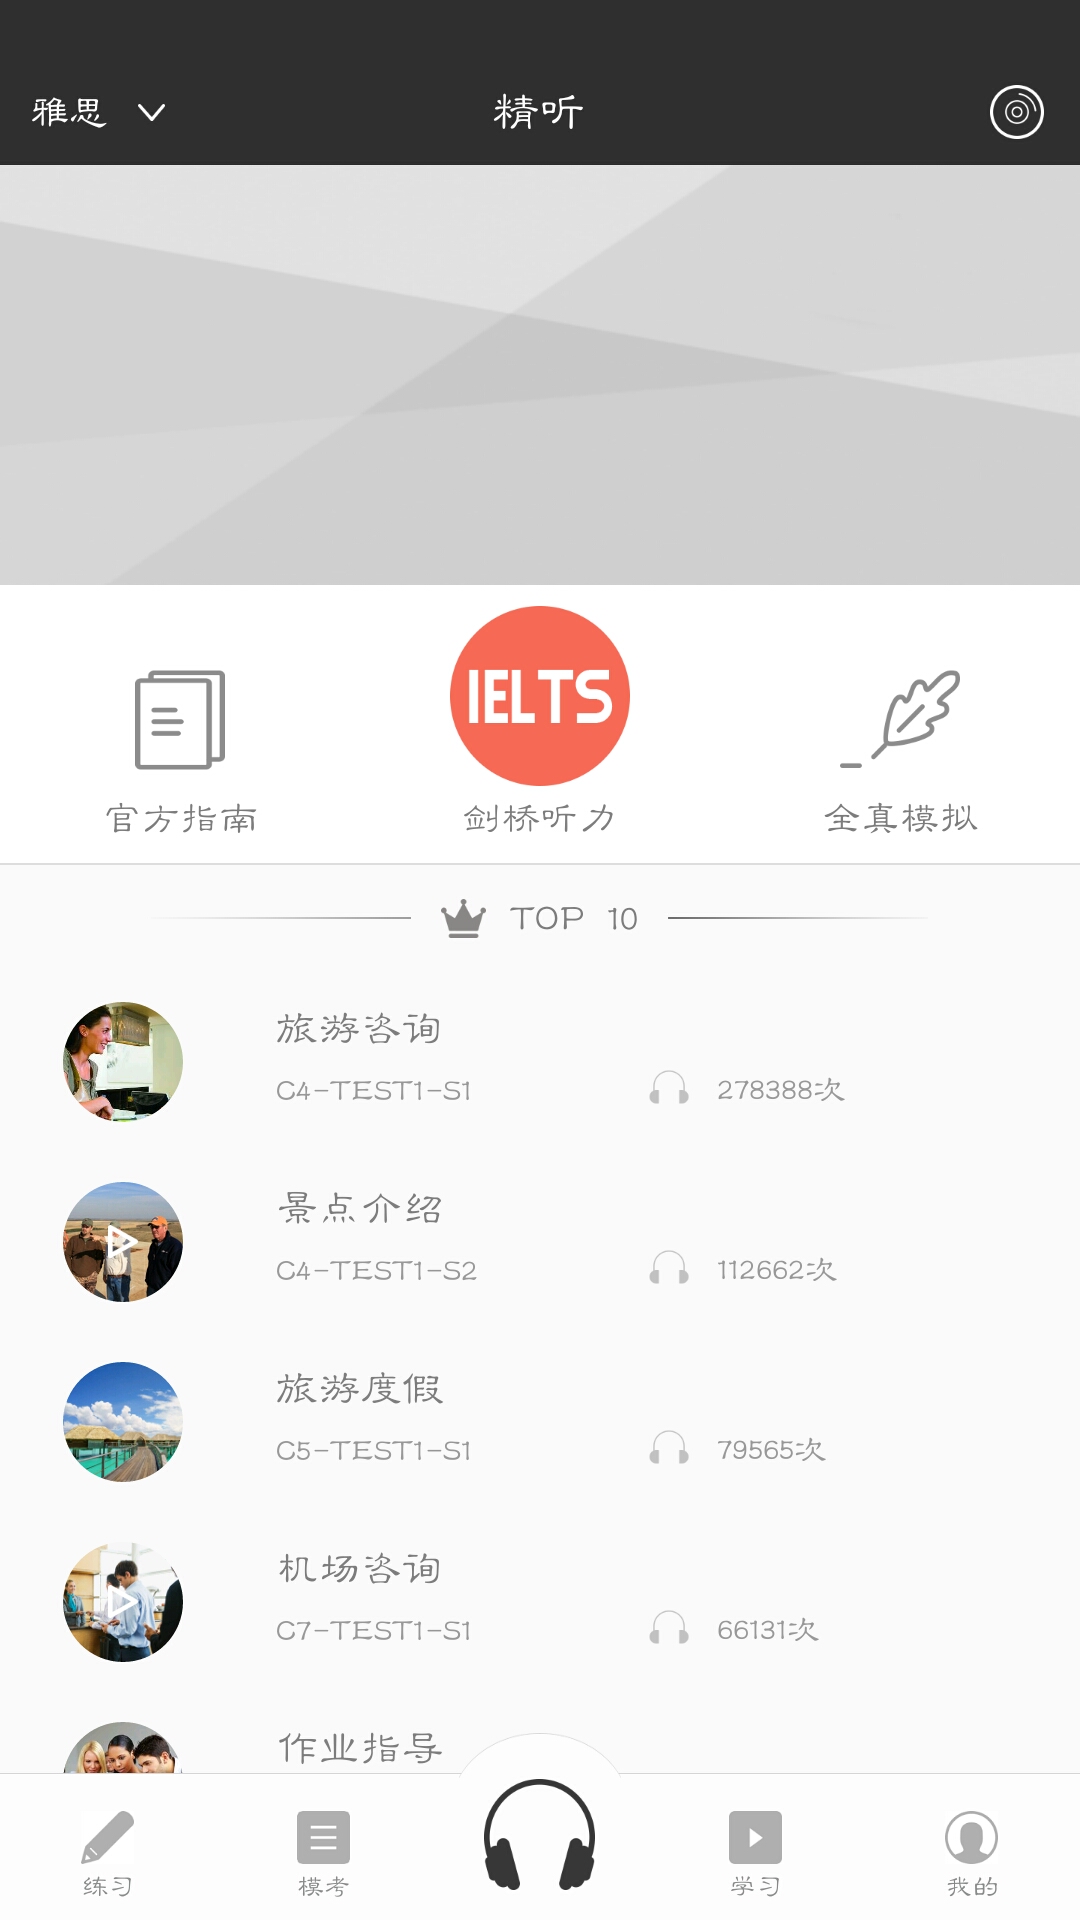 雅思 精听
IELTS
官方指南 剑桥听力 全真模拟
TOP 10
旅游咨询
C4-TEST1-S1 278388次
景点介绍
C4-TEST1-S2 112662次
旅游度假
C5-TEST1-S1 79565次
机场咨询
C7-TEST1-S1 66131次
作业指导
练习 模考 学习 我的